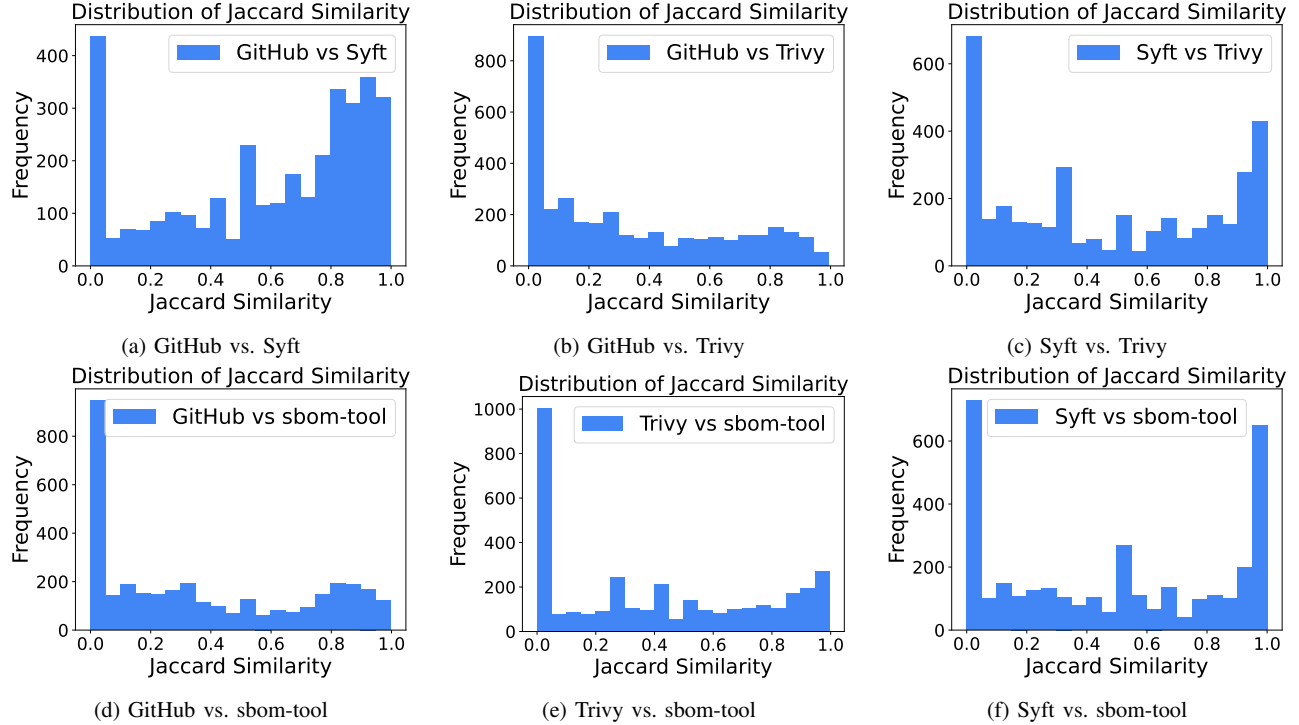 Distribution of Jaccard Similarity
GitHub vs Syft
Frequency
400
300
200
100
0
0.0 0.2 0.4 0.6 0.8 1.0
Jaccard Similarity
(a) GitHub vs. Syft
Distribution of Jaccard Similarity
GitHub vs Trivy
Frequency
800
600
400
200
0
0.0 0.2 0.4 0.6 0.8 1.0
Jaccard Similarity
(b) GitHub vs. Trivy
Distribution of Jaccard Similarity
Syft vs Trivy
Frequency
600
400
200
0
0.0 0.2 0.4 0.6 0.8 1.0
Jaccard Similarity
(c) Syft vs. Trivy
Distribution of Jaccard Similarity
GitHub vs sbom-tool
Frequency
800
600
400
200
0
0.0 0.2 0.4 0.6 0.8 1.0
Jaccard Similarity
(d) GitHub vs. sbom-tool
Distribution of Jaccard Similarity
Trivy vs sbom-tool
Frequency
1000
800
600
400
200
0
0.0 0.2 0.4 0.6 0.8 1.0
Jaccard Similarity
(e) Trivy vs. sbom-tool
Distribution of Jaccard Similarity
Syft vs sbom-tool
Frequency
600
400
200
0
0.0 0.2 0.4 0.6 0.8 1.0
Jaccard Similarity
(f) Syft vs. sbom-tool